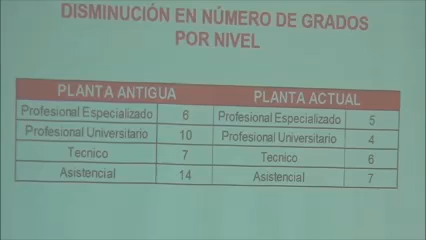 DISMINUCIÓN EN NÚMERO DE GRADOS
POR NIVEL
PLANTA ANTIGUA PLANTA ACTUAL
Profesional Especializado 6 Profesional Especializado 5
Profesional Universitario 10 Profesional Universitario 4
Tecnico 7 Tecnico 6
Asistencial 14 Asistencial 7